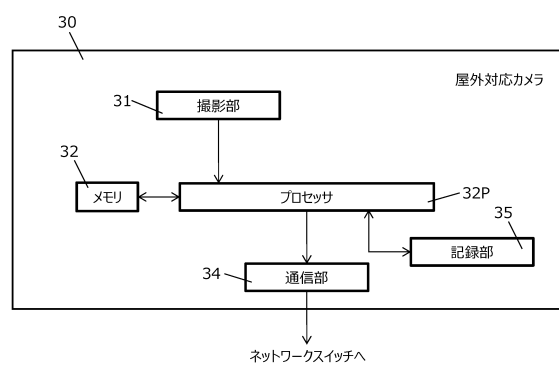 30
屋外対応カメラ
31
撮影部
32
メモリ
プロセッサ
32P
35
記録部
34
通信部
ネットワークスイッチへ